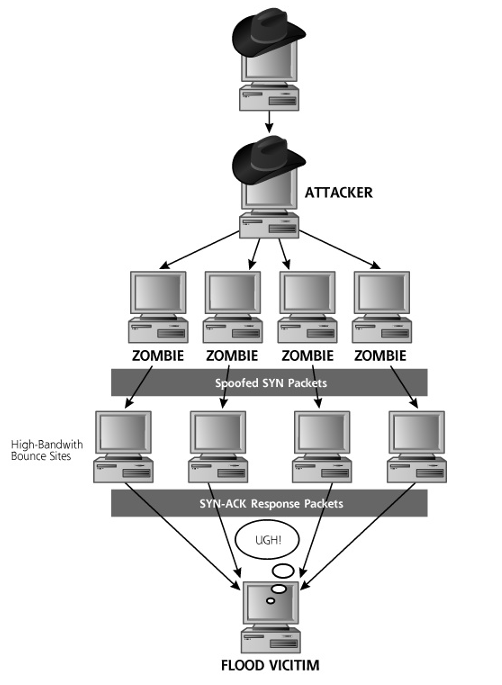 ATTACKER
ZOMBIE ZOMBIE ZOMBIE ZOMBIE
Spoofed SYN Packets
High-Bandwith
Bounce Sites
SYN-ACK Response Packets
UGH!
FLOOD VICITIM